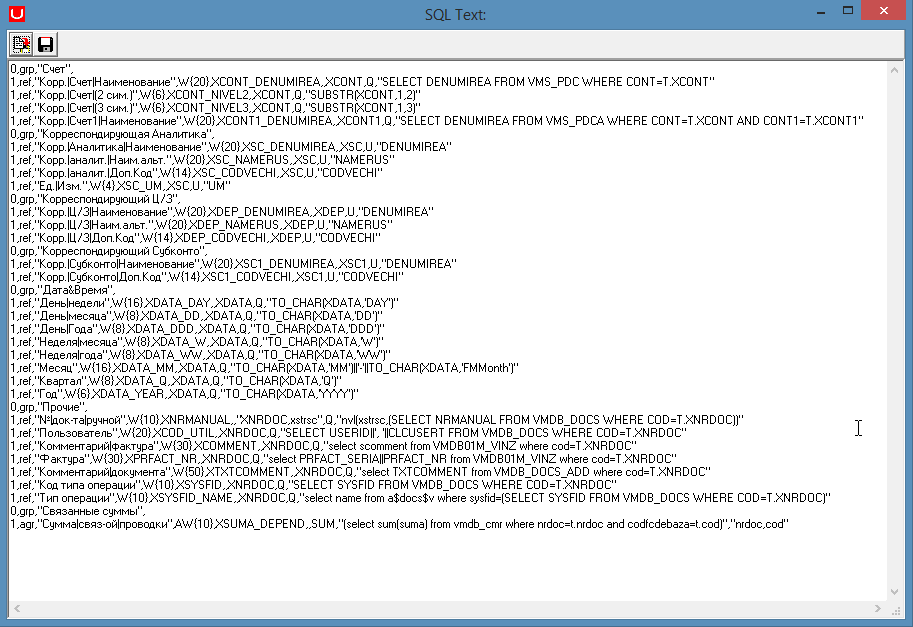 SQL Text:
0,grp,"Счет",
1,ref,"Корр.|Счет|Наименование",W{20},XCONT_DENUMIREA,,XCONT,Q,"SELECT DENUMIREA FROM VMS_PDC WHERE CONT=T.XCONT"
1,ref,"Корр.|Счет|(2 сим.)",W{6},XCONT_NIVEL2,,XCONT,Q,"SUBSTR(XCONT,1,2)"
1,ref,"Корр.|Счет|(3 сим.)",W{6},XCONT_NIVEL3,,XCONT,Q,"SUBSTR(XCONT,1,3)"
1,ref,"Корр.|Счет1|Наименование",W{20},XCONT1_DENUMIREA,,XCONT1,Q,"SELECT DENUMIREA FROM VMS_PDCA WHERE CONT=T.XCONT AND CONT1=T.XCONT1"
0,grp,"Корреспондирующая Аналитика",
1,ref,"Корр.|Аналитика|Наименование",W{20},XSC_DENUMIREA,,XSC,U,"DENUMIREA"
1,ref,"Корр.|аналит.|Наим.альт.",W{20},XSC_NAMERUS,,XSC,U,"NAMERUS"
1,ref,"Корр.|аналит.|Доп.Код",W{14},XSC_CODVECHI,,XSC,U,"CODVECHI"
1,ref,"Ед.|Изм.",W{4},XSC_UM,,XSC,U,"UM"
0,grp,"Корреспондирующий Ц/З",
1,ref,"Корр.|Ц/З|Наименование",W{20},XDEP_DENUMIREA,,XDEP,U,"DENUMIREA"
1,ref,"Корр.|Ц/З|Наим.альт.",W{20},XDEP_NAMERUS,,XDEP,U,"NAMERUS"
1,ref,"Корр.|Ц/З|Доп.Код",W{14},XDEP_CODVECHI,,XDEP,U,"CODVECHI"
0,grp,"Корреспондирующий Субконто",
1,ref,"Корр.|Субконто|Наименование",W{20},XSC1_DENUMIREA,,XSC1,U,"DENUMIREA"
1,ref,"Корр.|Субконто|Доп.Код",W{14},XSC1_CODVECHI,,XSC1,U,"CODVECHI"
0,grp,"Дата&Время",
1,ref,"День|недели",W{16},XDATA_DAY,,XDATA,Q,"TO_CHAR(XDATA,'DAY')"
1,ref,"День|месяца",W{8},XDATA_DD,,XDATA,Q,"TO_CHAR(XDATA,'DD')"
1,ref,"День|Года",W{8},XDATA_DDD,,XDATA,Q,"TO_CHAR(XDATA,'DDD')"
1,ref,"Неделя|месяца",W{8},XDATA_W,,XDATA,Q,"TO_CHAR(XDATA,'W')"
1,ref,"Неделя|года",W{8},XDATA_WW,,XDATA,Q,"TO_CHAR(XDATA,'WW')"
1,ref,"Месяц",W{16},XDATA_MM,,XDATA,Q,"TO_CHAR(XDATA,'MM')||'-'||TO_CHAR(XDATA,'FMMonth')"
1,ref,"Квартал",W{8},XDATA_Q,,XDATA,Q,"TO_CHAR(XDATA,'Q')"
1,ref,"Год",W{6},XDATA_YEAR,,XDATA,Q,"TO_CHAR(XDATA,'YYYY')"
0,grp,"Прочие",
1,ref,"№|док-та|ручной",W{10},XNRMANUAL,,"XNRDOC,xstrsc",Q,"nvl(xstrsc,(SELECT NRMANUAL FROM VMDB_DOCS WHERE COD=T.XNRDOC))"
1,ref,"Пользователь",W{20},XCOD_UTIL,,XNRDOC,Q,"SELECT USERID||', '||CLCUSERT FROM VMDB_DOCS WHERE COD=T.XNRDOC"
1,ref,"Комментарий|фактура",W{30},XCOMMENT,,XNRDOC,Q,"select scomment from VMDB01M_VINZ where cod=T.XNRDOC"
1,ref,"Фактура",W{30},XPRFACT_NR,,XNRDOC,Q,"select PRFACT_SERIA||PRFACT_NR from VMDB01M_VINZ where cod=T.XNRDOC"
1,ref,"Комментарий|документа",W{50},XTXTCOMMENT,,XNRDOC,Q,"select TXTCOMMENT from VMDB_DOCS_ADD where cod=T.XNRDOC"
1,ref,"Код типа операции",W{10},XSYSFID,,XNRDOC,Q,"SELECT SYSFID FROM VMDB_DOCS WHERE COD=T.XNRDOC"
1,ref,"Тип операции",W{10},XSYSFID_NAME,,XNRDOC,Q,"select name from a$docs$v where sysfid=(SELECT SYSFID FROM VMDB_DOCS WHERE COD=T.XNRDOC)"
0,grp,"Связанные суммы",
1,agr,"Сумма|связ-ой|проводки",AW{10},XSUMA_DEPEND,,SUM,"(select sum(suma) from vmdb_cmr where nrdoc=t.nrdoc and codfcdebaza=t.cod)","nrdoc,cod"